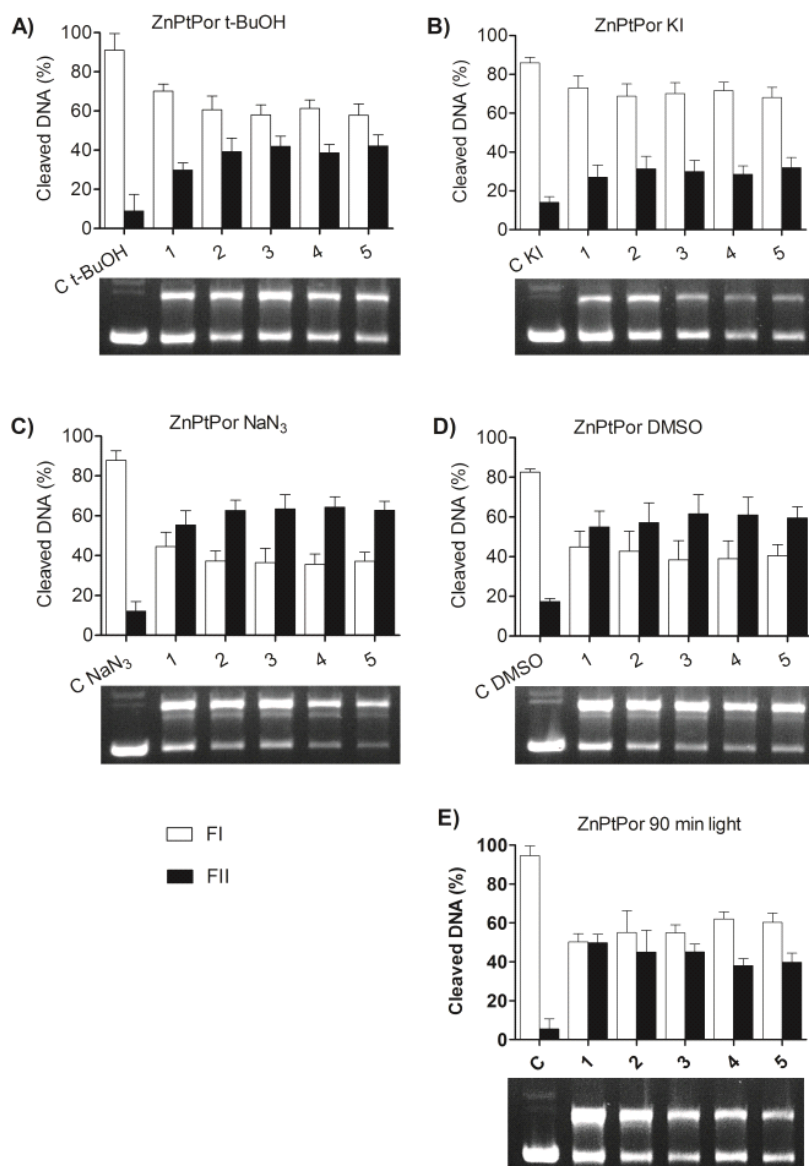 A)
ZnPtPor t-BuOH
Cleaved DNA (%)
100
80
60
40
20
0
C t-BuOH 1 2 3 4 5
B)
ZnPtPor KI
Cleaved DNA (%)
100
80
60
40
20
0
C KI 1 2 3 4 5
C)
ZnPtPor NaN₃
Cleaved DNA (%)
100
80
60
40
20
0
C NaN₃ 1 2 3 4 5
D)
ZnPtPor DMSO
Cleaved DNA (%)
100
80
60
40
20
0
C DMSO 1 2 3 4 5
FI
FII
E)
ZnPtPor 90 min light
Cleaved DNA (%)
100
80
60
40
20
0
C 1 2 3 4 5